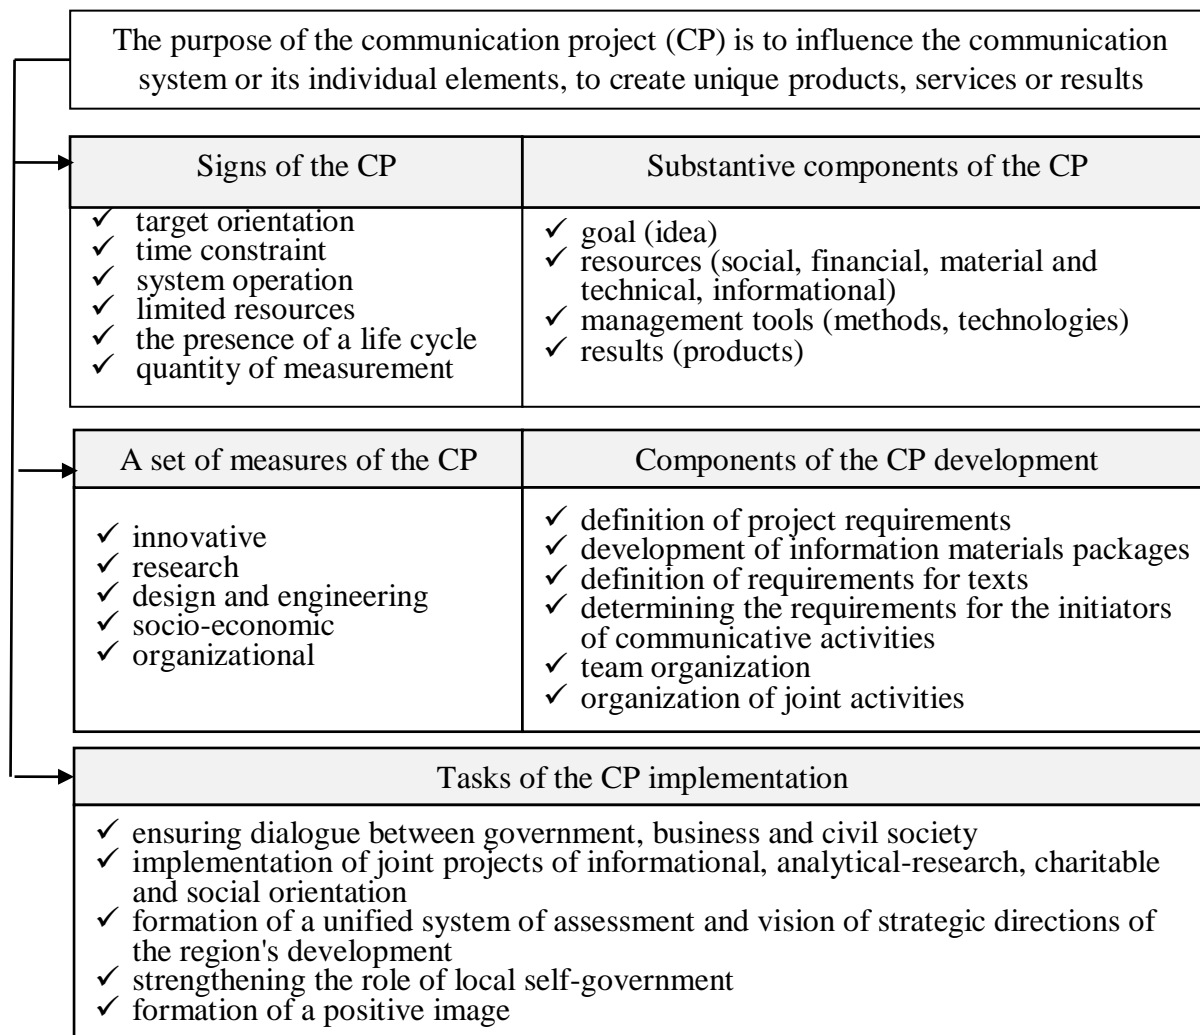 The purpose of the communication project (CP) is to influence the communication
system or its individual elements, to create unique products, services or results
Signs of the CP
✓ target orientation
✓ time constraint
✓ system operation
✓ limited resources
✓ the presence of a life cycle
✓ quantity of measurement
Substantive components of the CP
✓ goal (idea)
✓ resources (social, financial, material and
technical, informational)
✓ management tools (methods, technologies)
✓ results (products)
A set of measures of the CP
✓ innovative
✓ research
✓ design and engineering
✓ socio-economic
✓ organizational
Components of the CP development
✓ definition of project requirements
✓ development of information materials packages
✓ definition of requirements for texts
✓ determining the requirements for the initiators
of communicative activities
✓ team organization
✓ organization of joint activities
Tasks of the CP implementation
✓ ensuring dialogue between government, business and civil society
✓ implementation of joint projects of informational, analytical-research, charitable
and social orientation
✓ formation of a unified system of assessment and vision of strategic directions of
the region's development
✓ strengthening the role of local self-government
✓ formation of a positive image